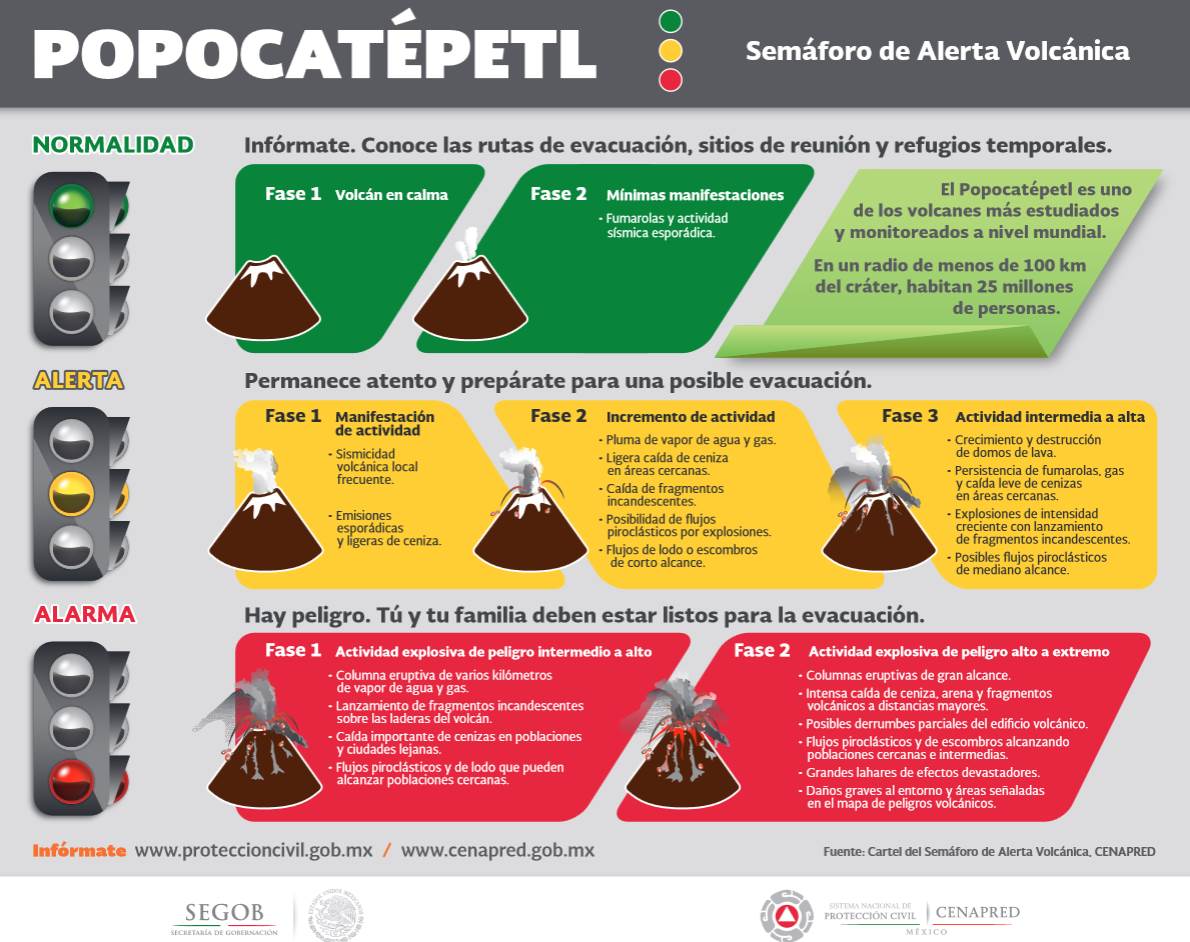 POPOCATÉPETL
Semáforo de Alerta Volcánica
NORMALIDAD
Infórmate. Conoce las rutas de evacuación, sitios de reunión y refugios temporales.
Fase 1 Volcán en calma
Fase 2 Mínimas manifestaciones
- Fumarolas y actividad
sísmica esporádica.
El Popocatépetl es uno
de los volcanes más estudiados
y monitoreados a nivel mundial.
En un radio de menos de 100 km
del cráter, habitan 25 millones
de personas.
ALERTA
Permanece atento y prepárate para una posible evacuación.
Fase 1 Manifestación
de actividad
- Sismicidad
volcánica local
frecuente.
- Emisiones
esporádicas
y ligeras de ceniza.
Fase 2 Incremento de actividad
- Pluma de vapor de agua y gas.
- Ligera caída de ceniza
en áreas cercanas.
- Caída de fragmentos
incandescentes.
- Posibilidad de flujos
piroclásticos por explosiones.
- Flujos de lodo o escombros
de corto alcance.
Fase 3 Actividad intermedia a alta
- Crecimiento y destrucción
de domos de lava.
- Persistencia de fumarolas, gas
y caída leve de cenizas
en áreas cercanas.
- Explosiones de intensidad
creciente con lanzamiento
de fragmentos incandescentes.
- Posibles flujos piroclásticos
de mediano alcance.
ALARMA
Hay peligro. Tú y tu familia deben estar listos para la evacuación.
Fase 1 Actividad explosiva de peligro intermedio a alto
- Columna eruptiva de varios kilómetros
de vapor de agua y gas.
- Lanzamiento de fragmentos incandescentes
sobre las laderas del volcán.
- Caída importante de cenizas en poblaciones
y ciudades lejanas.
- Flujos piroclásticos y de lodo que pueden
alcanzar poblaciones cercanas.
Fase 2 Actividad explosiva de peligro alto a extremo
- Columnas eruptivas de gran alcance.
- Intensa caída de ceniza, arena y fragmentos
volcánicos a distancias mayores.
- Posibles derrumbes parciales del edificio volcánico.
- Flujos piroclásticos y de escombros alcanzando
poblaciones cercanas e intermedias.
- Grandes lahares de efectos devastadores.
- Daños graves al entorno y áreas señaladas
en el mapa de peligros volcánicos.
Infórmate www.proteccioncivil.gob.mx / www.cenapred.gob.mx
Fuente: Cartel del Semáforo de Alerta Volcánica, CENAPRED
SEGOB
SECRETARÍA DE GOBERNACIÓN
ESTADOS UNIDOS MEXICANOS
SISTEMA NACIONAL DE
PROTECCIÓN CIVIL
CENAPRED
MÉXICO